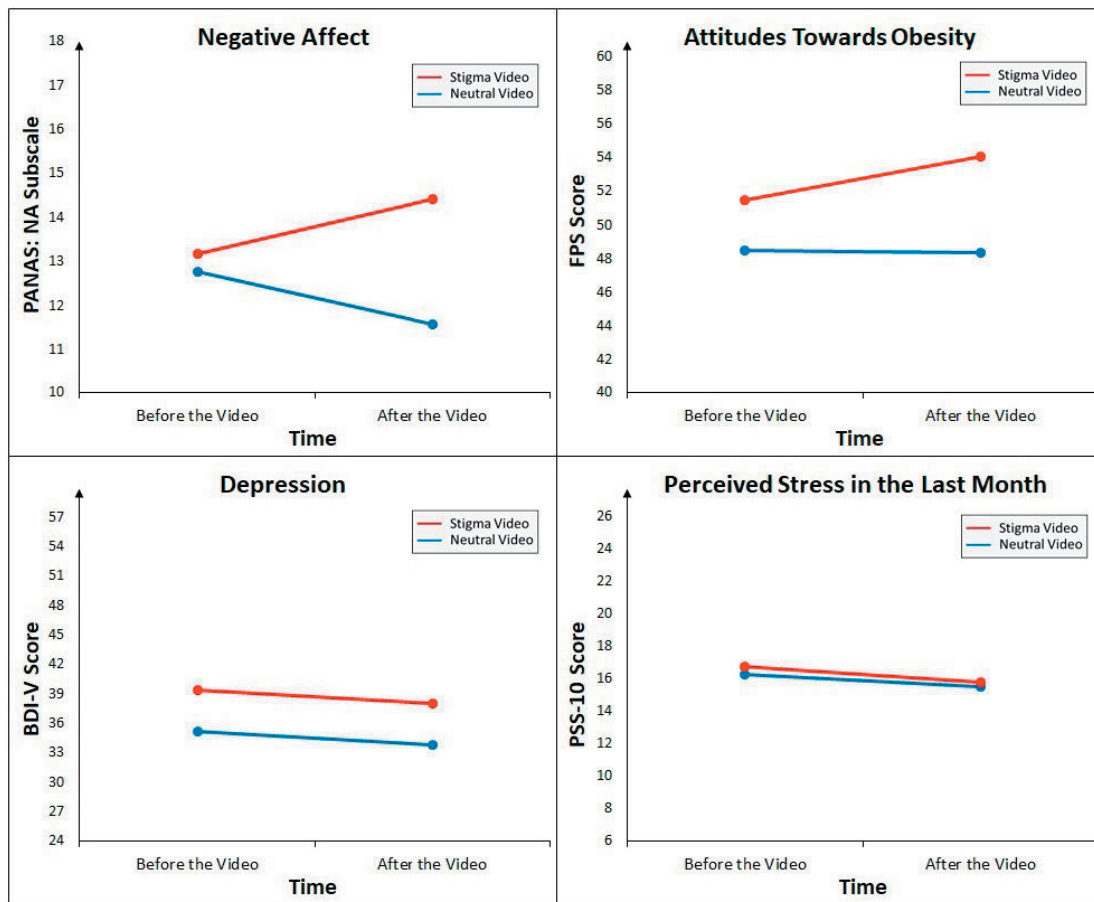 Negative Affect
Stigma Video
Neutral Video
PANAS: NA Subscale
18
17
16
15
14
13
12
11
10
Before the Video
After the Video
Time
Attitudes Towards Obesity
Stigma Video
Neutral Video
FPS Score
60
58
56
54
52
50
48
46
44
42
40
Before the Video
After the Video
Time
Depression
Stigma Video
Neutral Video
BDI-V Score
57
54
51
48
45
42
39
36
33
30
27
24
Before the Video
After the Video
Time
Perceived Stress in the Last Month
Stigma Video
Neutral Video
PSS-10 Score
26
24
22
20
18
16
14
12
10
8
6
Before the Video
After the Video
Time